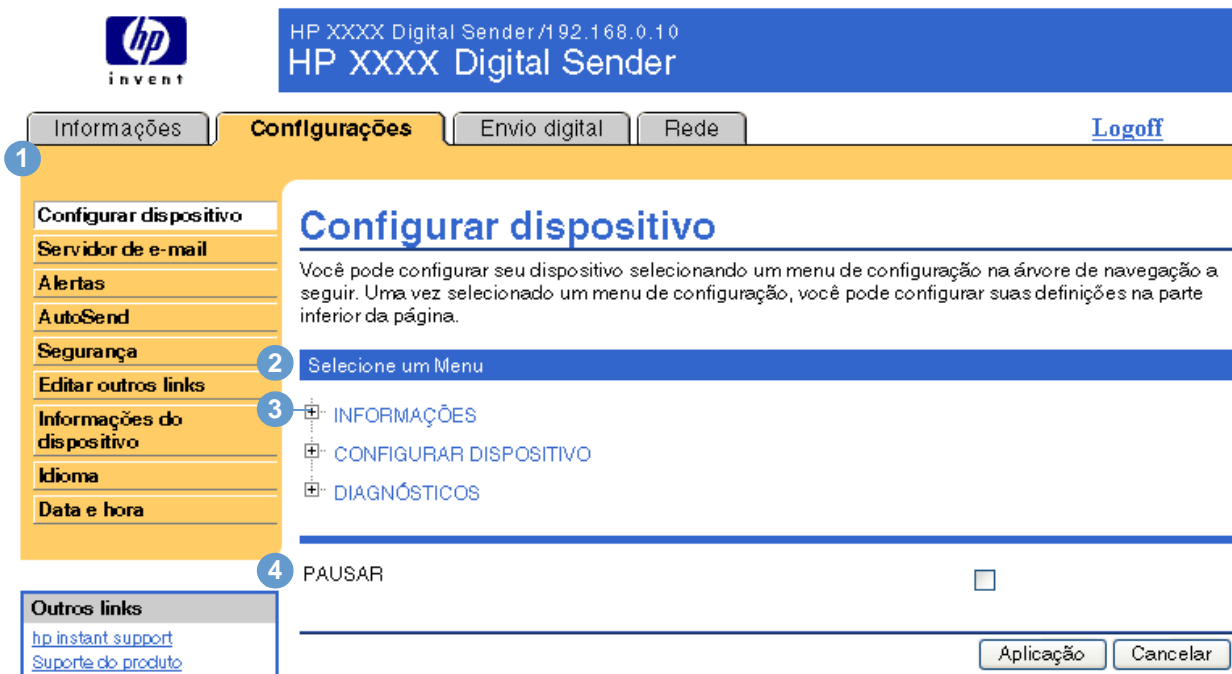 hp
invent
HP XXXX Digital Sender/192.168.0.10
HP XXXX Digital Sender
Informações
Configurações
Envio digital
Rede
Logoff
1
Configurar dispositivo
Servidor de e-mail
Alertas
AutoSend
Segurança
Editar outros links
Informações do
dispositivo
Idioma
Data e hora
Outros links
hp instant support
Suporte do produto
Configurar dispositivo
Você pode configurar seu dispositivo selecionando um menu de configuração na árvore de navegação a
seguir. Uma vez selecionado um menu de configuração, você pode configurar suas definições na parte
inferior da página.
2
Selecione um Menu
3
INFORMAÇÕES
CONFIGURAR DISPOSITIVO
DIAGNÓSTICOS
4
PAUSAR
Aplicação
Cancelar